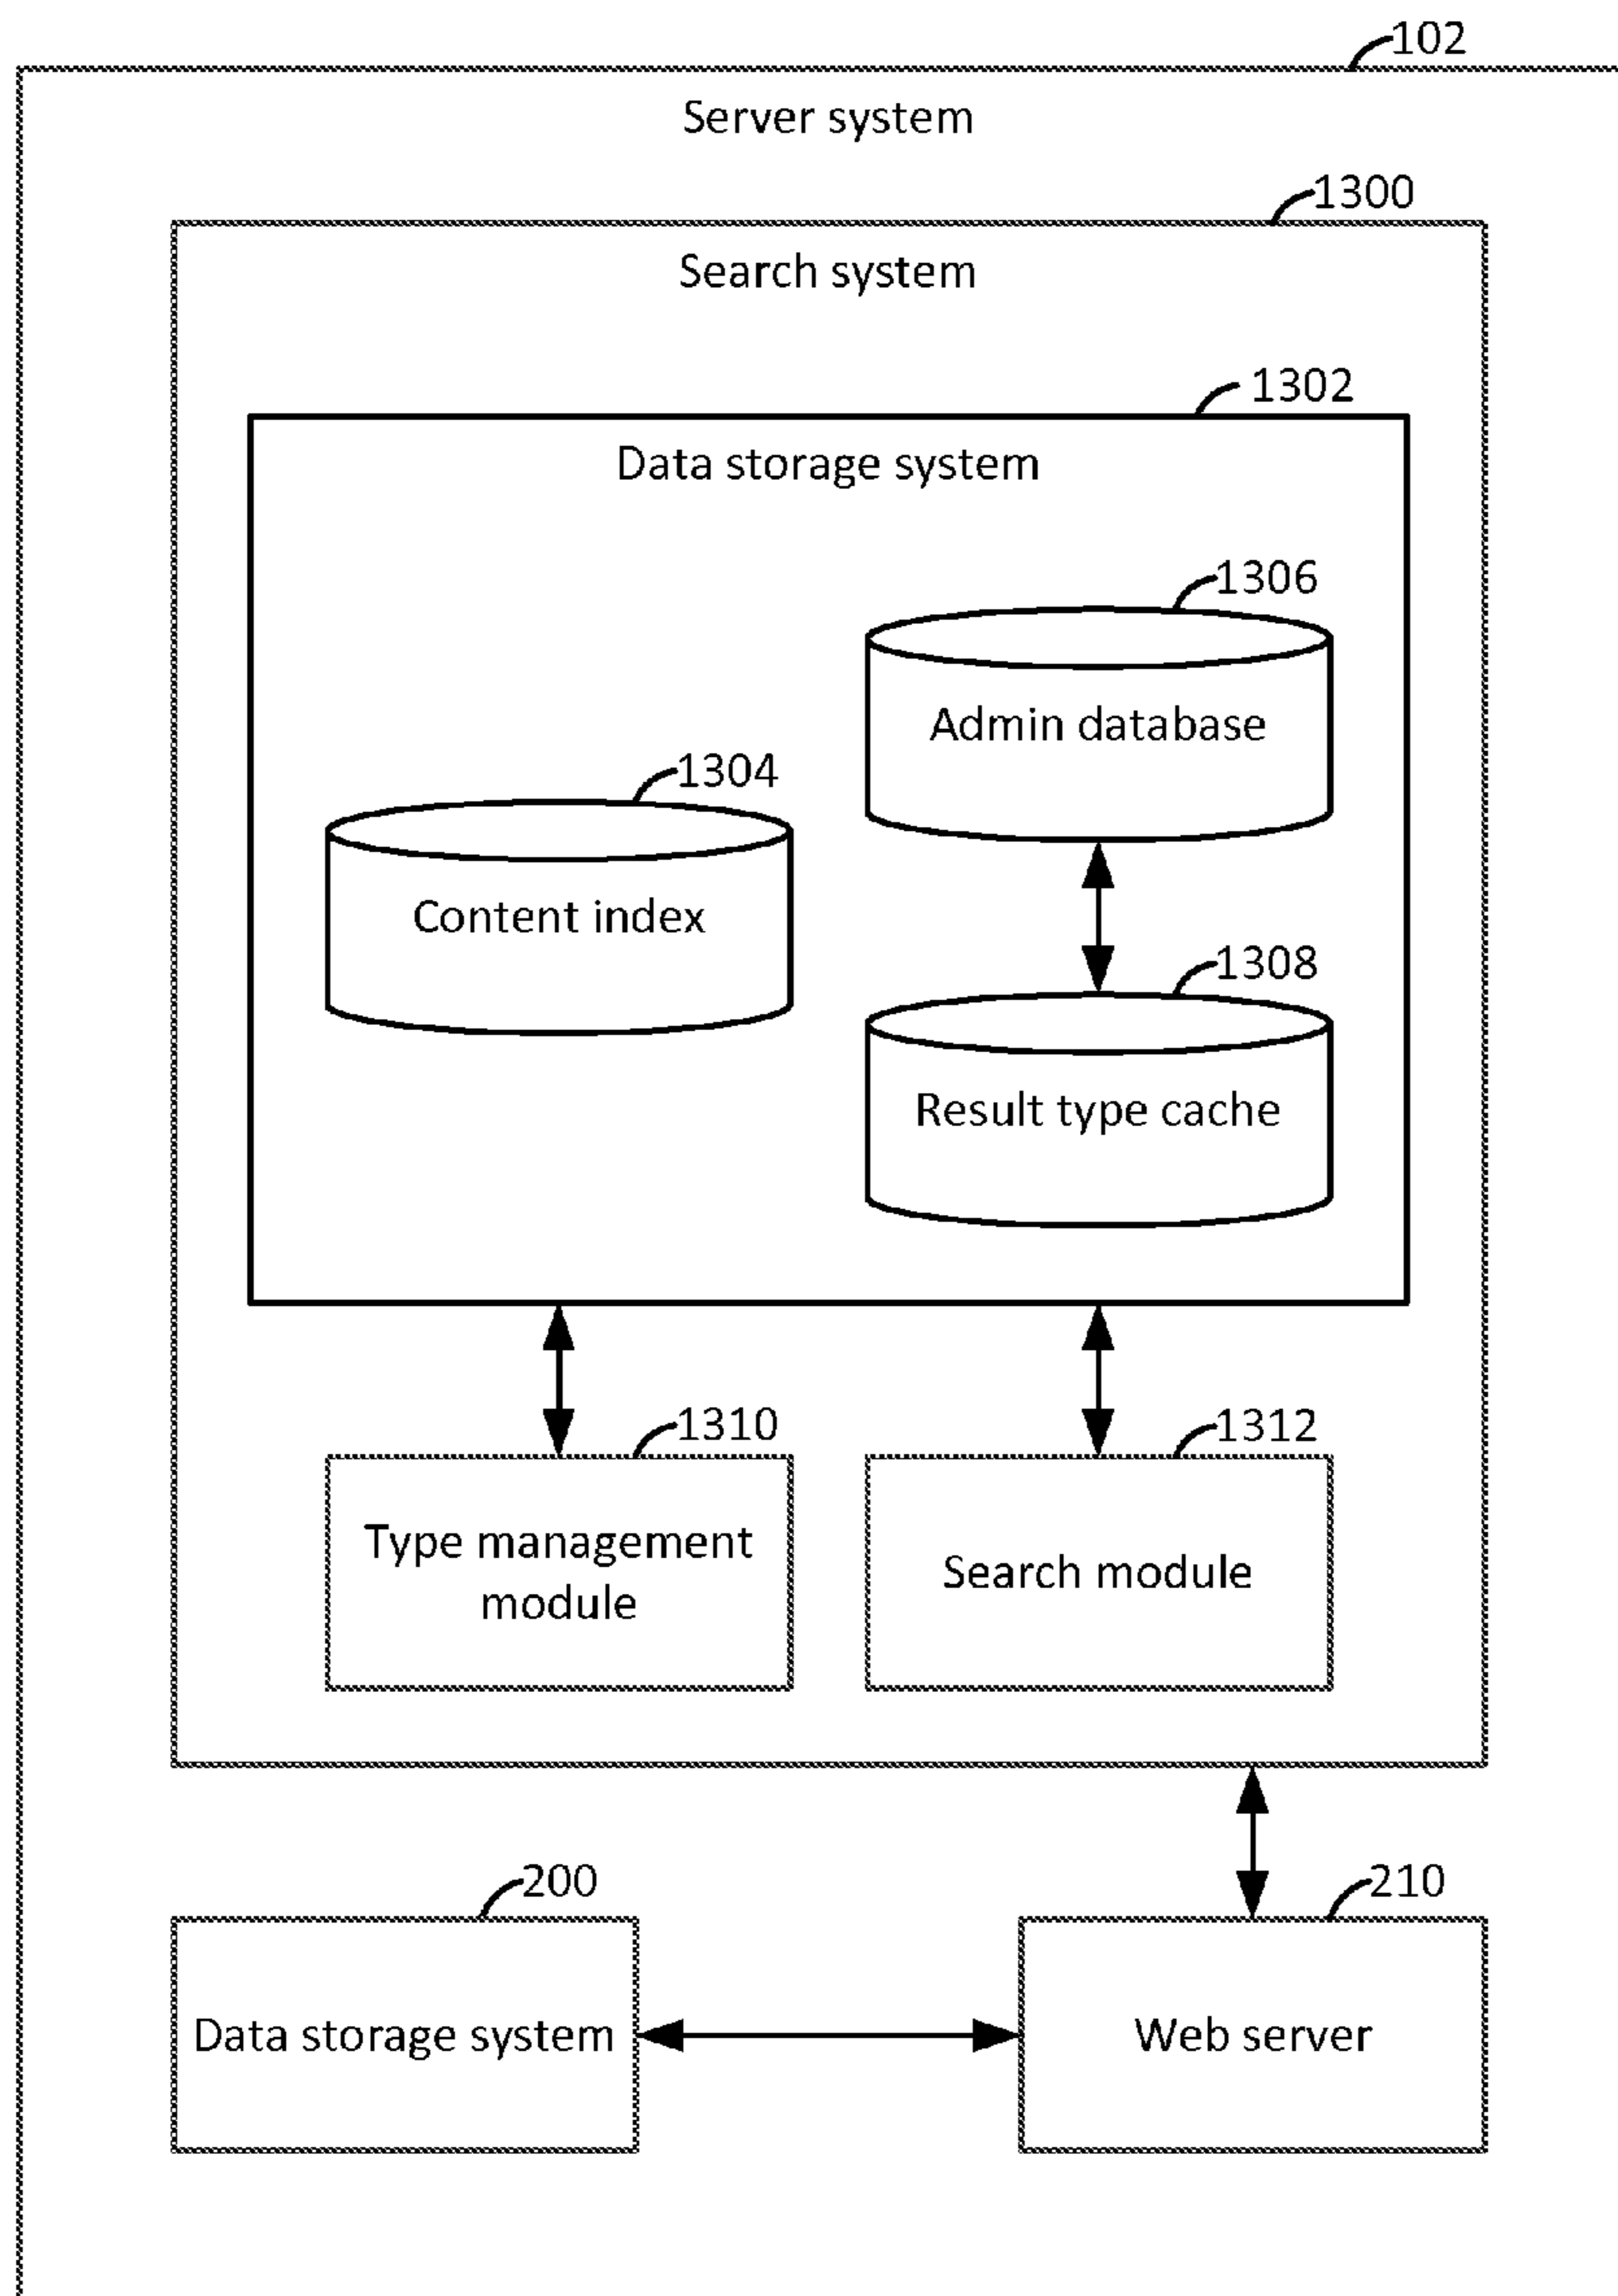 102
Server system
1300
Search system
1302
Data storage system
1306
Admin database
1304
Content index
1308
Result type cache
1310
Type management
module
1312
Search module
200
Data storage system
210
Web server